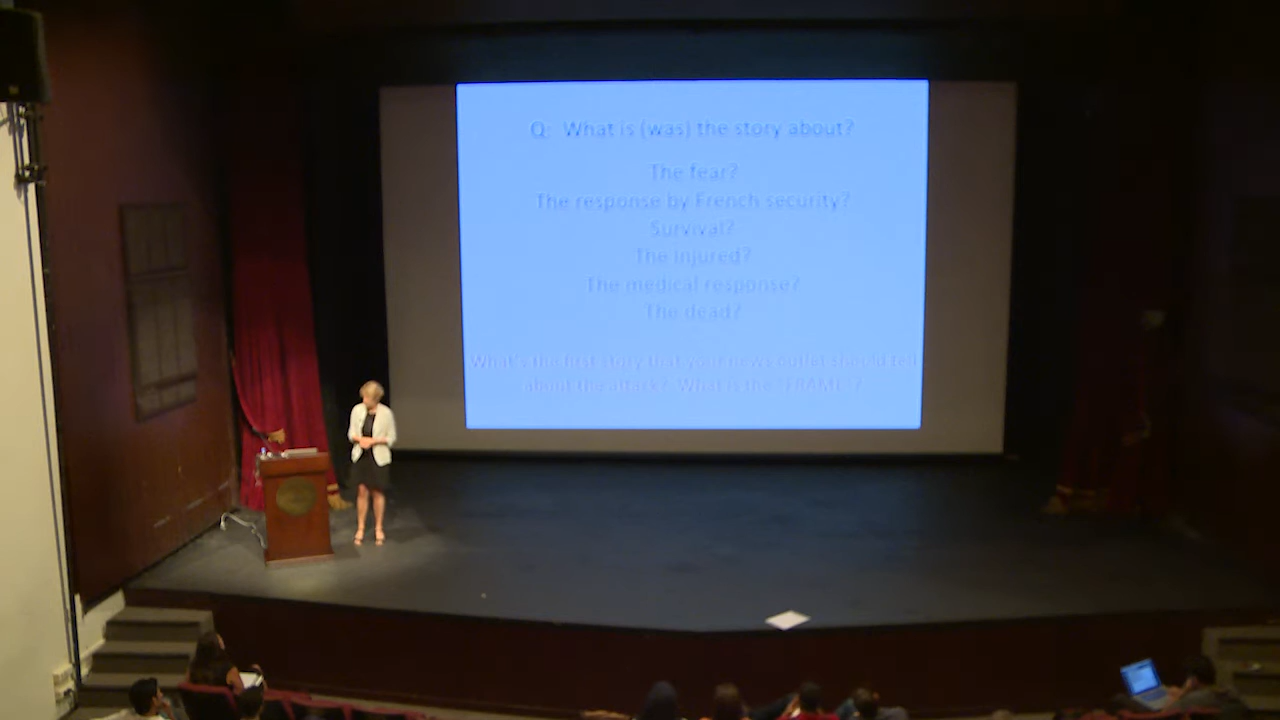 Q: What is (was) the story about?
The fear?
The response by French security?
Survival?
The injured?
The medical response?
The dead?
What's the first story that your news outlet should tell
about the attack? What is the "FRAME"?